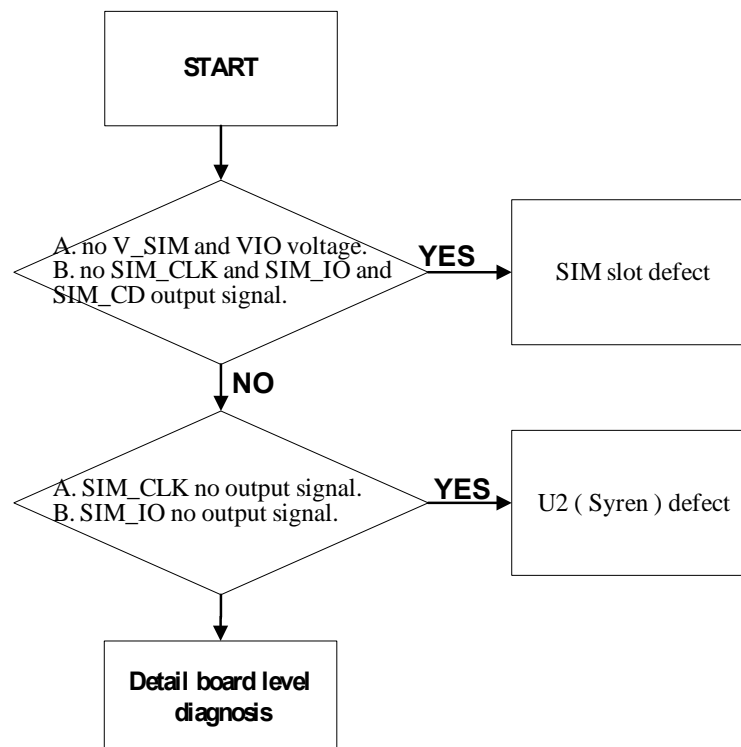 START
A. no V_SIM and VIO voltage.
B. no SIM_CLK and SIM_IO and
SIM_CD output signal.
YES
SIM slot defect
NO
A. SIM_CLK no output signal.
B. SIM_IO no output signal.
YES
U2 ( Syren ) defect
Detail board level
diagnosis